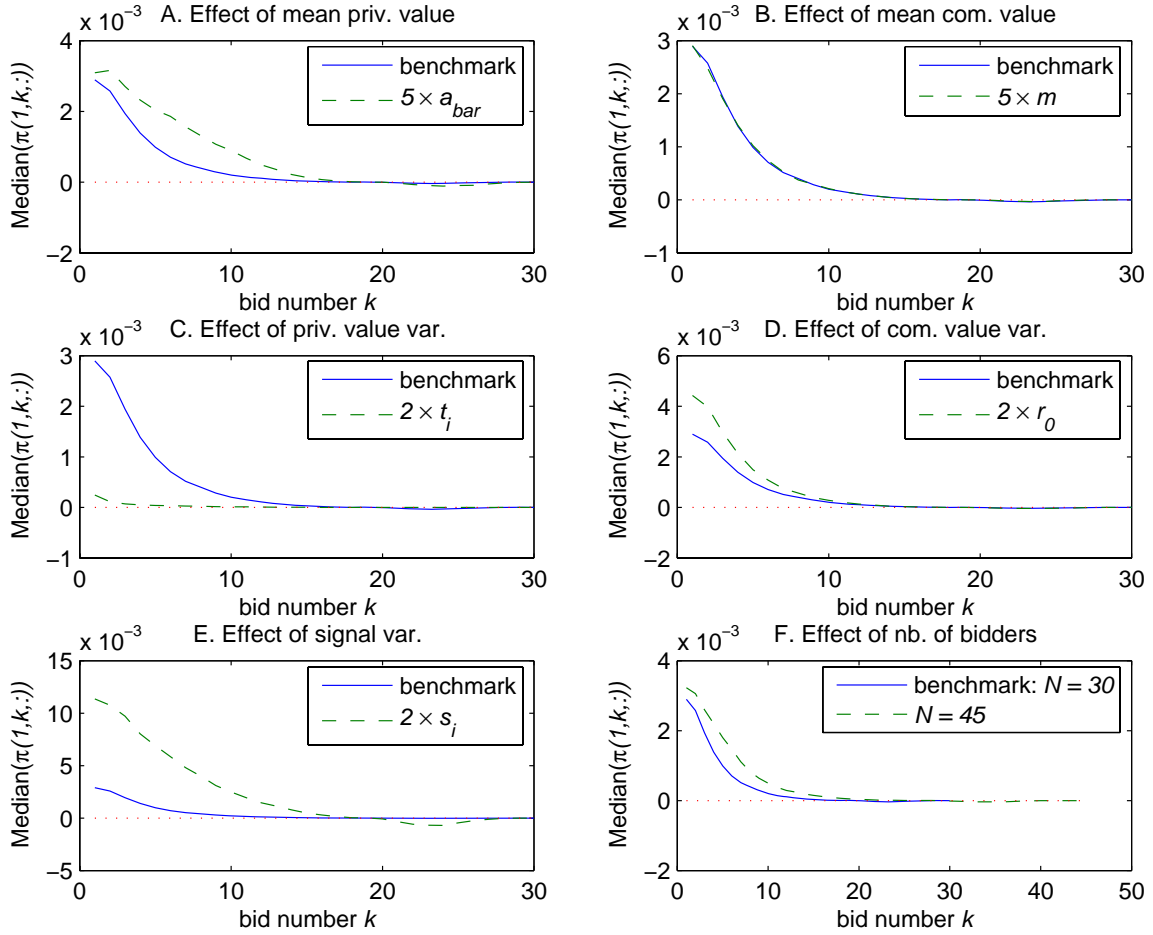 A. Effect of mean priv. value
x 10⁻³
Median(π(1,k,:))
4
2
0
−2
0
10
20
30
bid number k
benchmark
5 × a_bar
B. Effect of mean com. value
x 10⁻³
Median(π(1,k,:))
3
2
1
0
−1
0
10
20
30
bid number k
benchmark
5 × m
C. Effect of priv. value var.
x 10⁻³
Median(π(1,k,:))
3
2
1
0
−1
0
10
20
30
bid number k
benchmark
2 × t_i
D. Effect of com. value var.
x 10⁻³
Median(π(1,k,:))
6
4
2
0
−2
0
10
20
30
bid number k
benchmark
2 × r_0
E. Effect of signal var.
x 10⁻³
Median(π(1,k,:))
15
10
5
0
−5
0
10
20
30
bid number k
benchmark
2 × s_i
F. Effect of nb. of bidders
x 10⁻³
Median(π(1,k,:))
4
2
0
−2
0
10
20
30
40
50
bid number k
benchmark: N = 30
N = 45